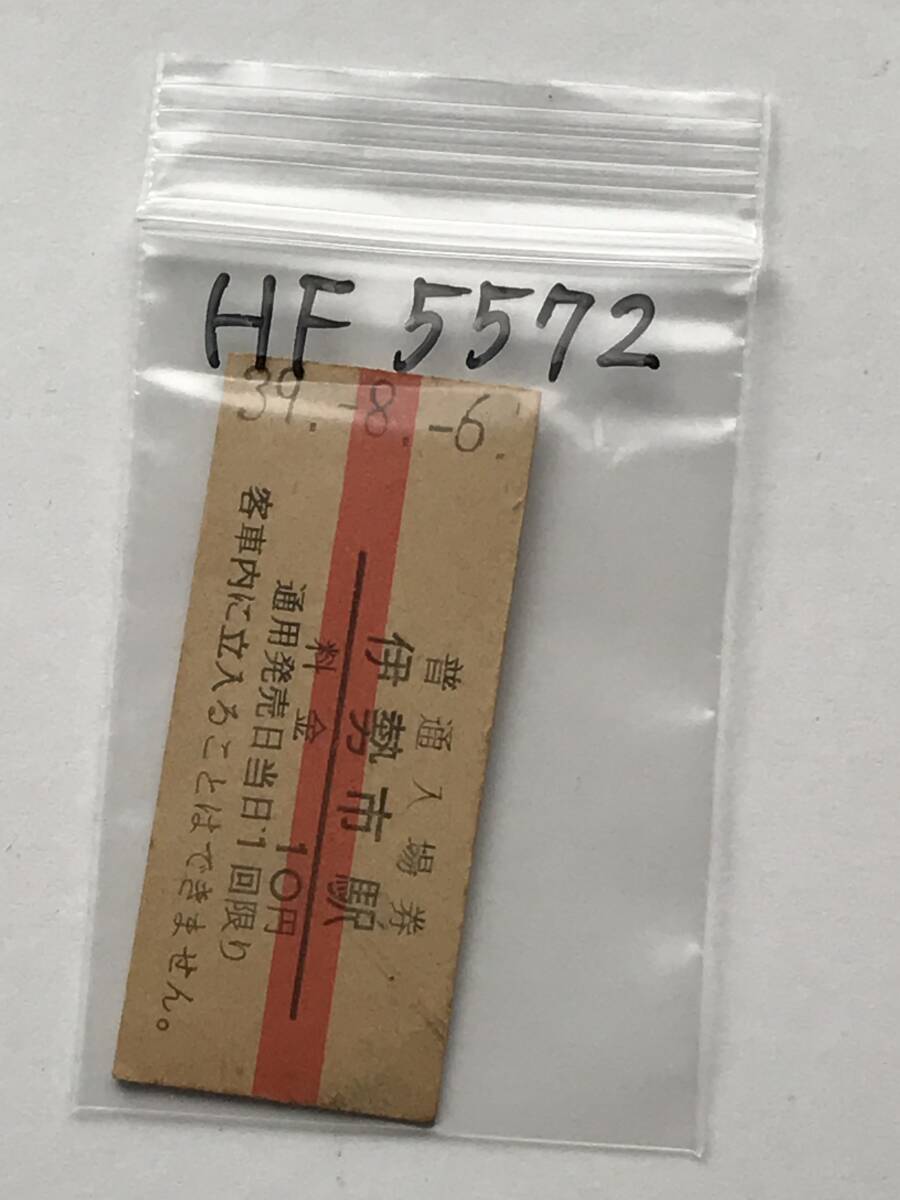 HF 5572
39. -8. -6.
普通入場券
伊勢市駅
料金 10円
通用発売日当日1回限り
客車内に立入ることはできません。